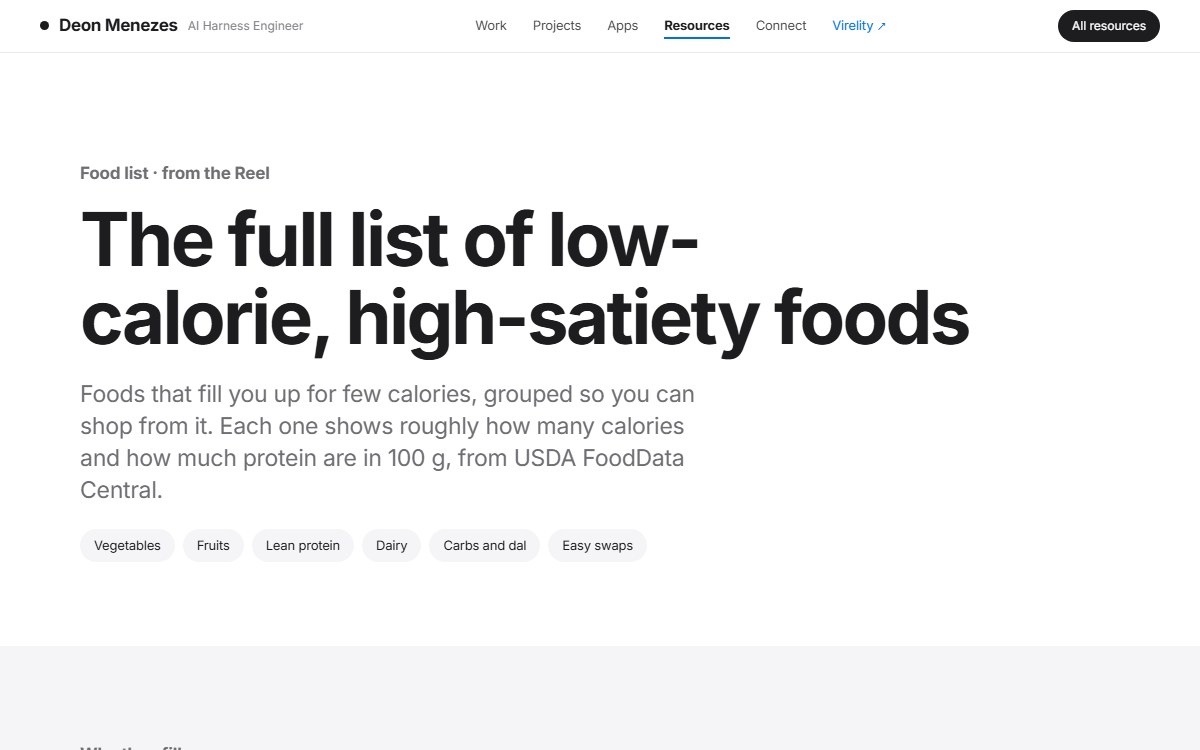 Deon Menezes AI Harness Engineer Work Projects Apps Resources Connect Virelity ↗ All resources
Food list · from the Reel
The full list of low-
calorie, high-satiety foods
Foods that fill you up for few calories, grouped so you can
shop from it. Each one shows roughly how many calories
and how much protein are in 100 g, from USDA FoodData
Central.
Vegetables Fruits Lean protein Dairy Carbs and dal Easy swaps